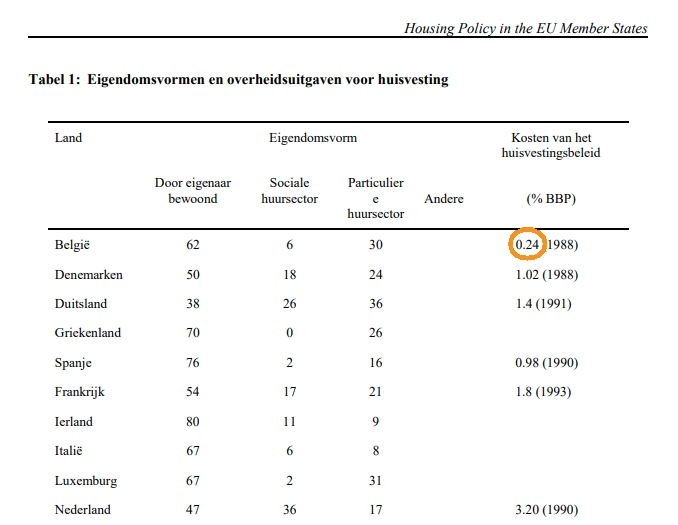 Housing Policy in the EU Member States
Tabel 1: Eigendomsvormen en overheidsuitgaven voor huisvesting
Land Eigendomsvorm Kosten van het
huisvestingsbeleid
Door eigenaar Sociale Particulier
bewoond huursector e Andere (% BBP)
huursector
België 62 6 30 0.24 (1988)
Denemarken 50 18 24 1.02 (1988)
Duitsland 38 26 36 1.4 (1991)
Griekenland 70 0 26
Spanje 76 2 16 0.98 (1990)
Frankrijk 54 17 21 1.8 (1993)
Ierland 80 11 9
Italië 67 6 8
Luxemburg 67 2 31
Nederland 47 36 17 3.20 (1990)